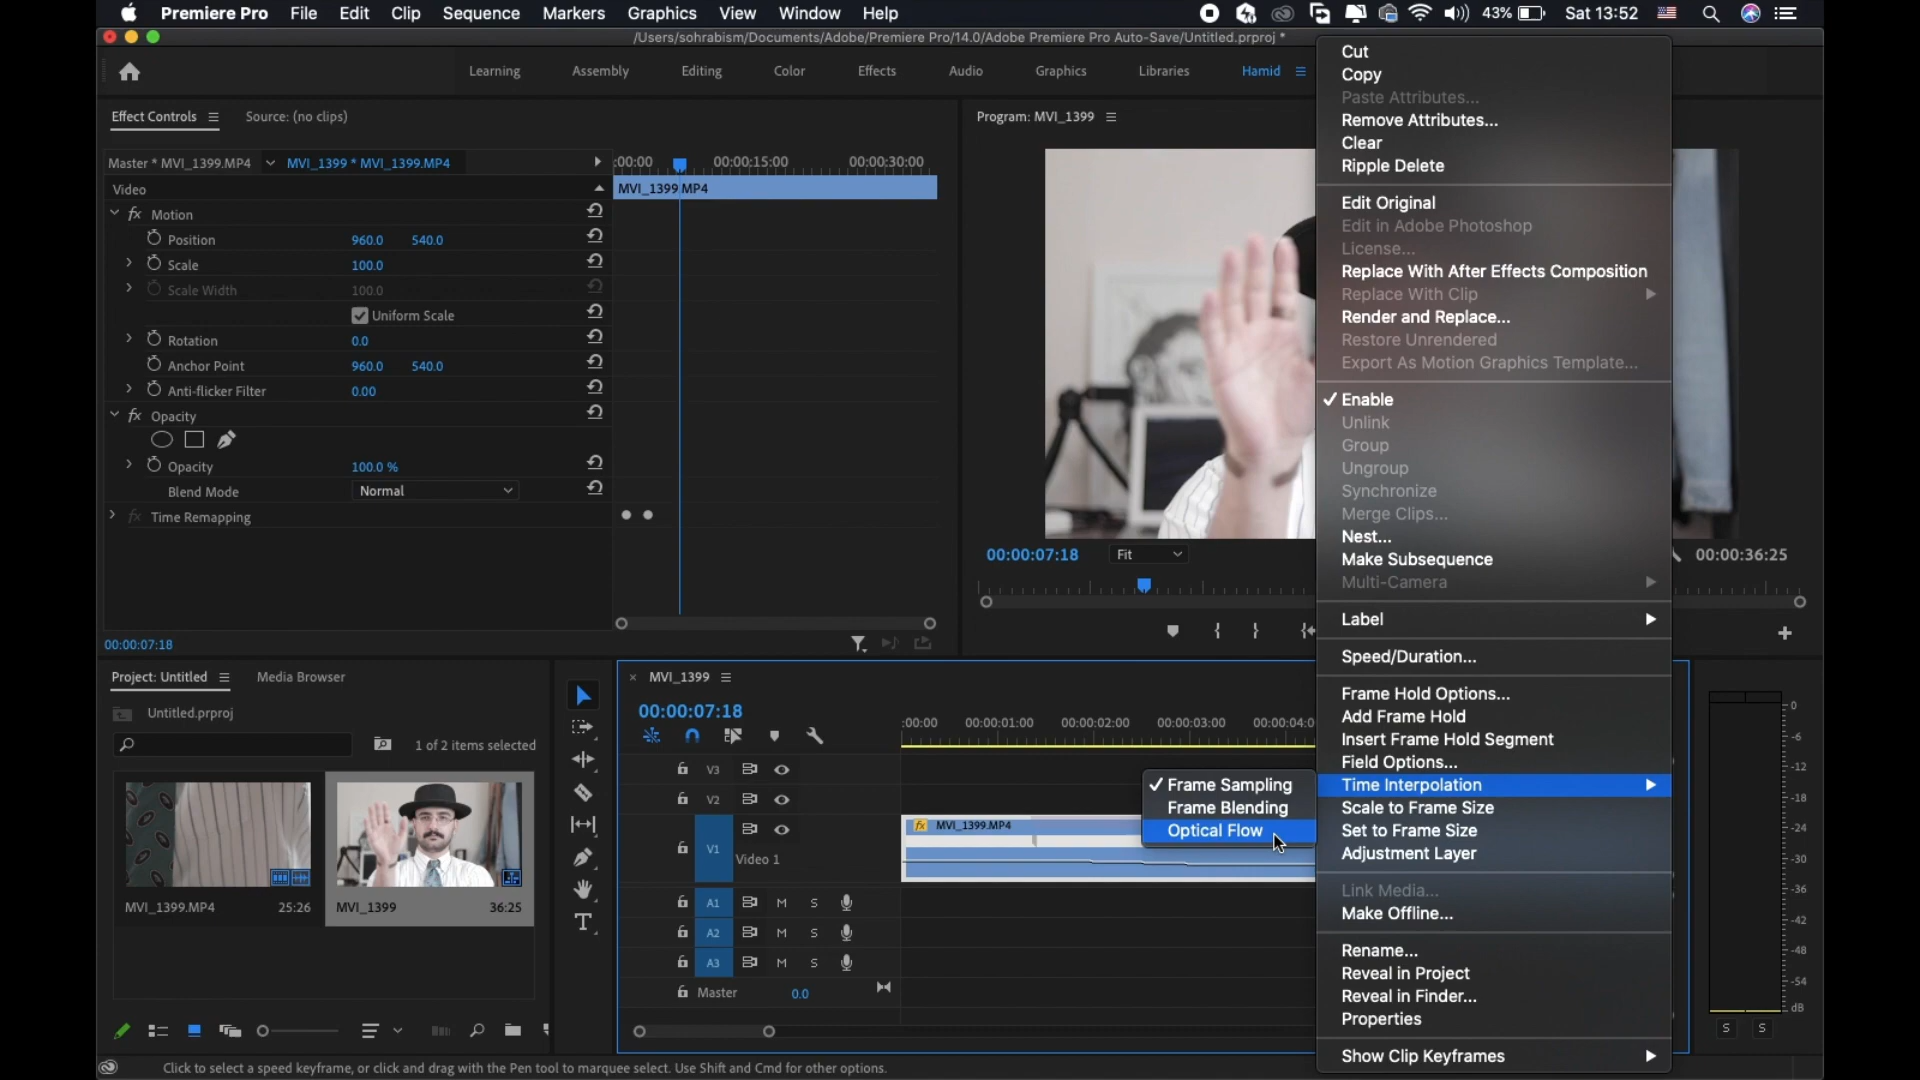 Premiere Pro File Edit Clip Sequence Markers Graphics View Window Help 43% Sat 13:52
/Users/sohrabism/Documents/Adobe/Premiere Pro/14.0/Adobe Premiere Pro Auto-Save/Untitled.prproj *
Learning Assembly Editing Color Effects Audio Graphics Libraries Hamid
Effect Controls Source: (no clips)
Master * MVI_1399.MP4 MVI_1399 * MVI_1399.MP4
:00:00 00:00:15:00 00:00:30:00
Video
MVI_1399.MP4
fx Motion
Position 960.0 540.0
Scale 100.0
Scale Width 100.0
Uniform Scale
Rotation 0.0
Anchor Point 960.0 540.0
Anti-flicker Filter 0.00
fx Opacity
Opacity 100.0 %
Blend Mode Normal
fx Time Remapping
00:00:07:18
Program: MVI_1399
00:00:07:18 Fit 00:00:36:25
Cut
Copy
Paste Attributes...
Remove Attributes...
Clear
Ripple Delete
Edit Original
Edit in Adobe Photoshop
License...
Replace With After Effects Composition
Replace With Clip
Render and Replace...
Restore Unrendered
Export As Motion Graphics Template...
Enable
Unlink
Group
Ungroup
Synchronize
Merge Clips...
Nest...
Make Subsequence
Multi-Camera
Label
Speed/Duration...
Frame Hold Options...
Add Frame Hold
Insert Frame Hold Segment
Field Options...
Time Interpolation
Scale to Frame Size
Set to Frame Size
Adjustment Layer
Link Media...
Make Offline...
Rename...
Reveal in Project
Reveal in Finder...
Properties
Show Clip Keyframes
Frame Sampling
Frame Blending
Optical Flow
Project: Untitled Media Browser
Untitled.prproj
1 of 2 items selected
MVI_1399.MP4 25:26
MVI_1399 36:25
MVI_1399
00:00:07:18
:00:00 00:00:01:00 00:00:02:00 00:00:03:00 00:00:04:0
V3
V2
V1 Video 1
fx MVI_1399.MP4
A1 M S
A2 M S
A3 M S
Master 0.0
0
-6
-12
-18
-24
-30
-36
-42
-48
-54
dB
S S
Click to select a speed keyframe, or click and drag with the Pen tool to marquee select. Use Shift and Cmd for other options.